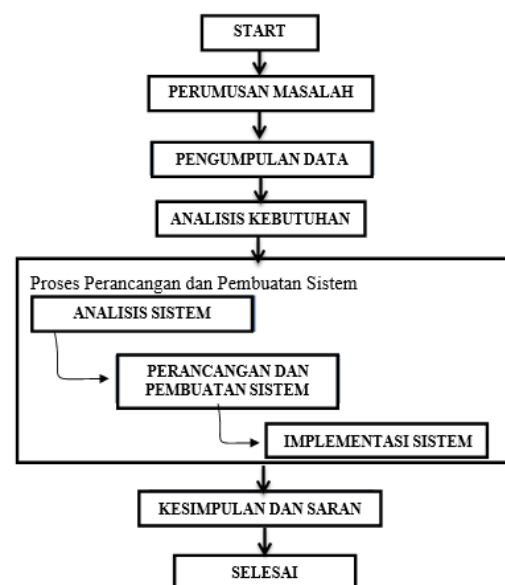 START
PERUMUSAN MASALAH
PENGUMPULAN DATA
ANALISIS KEBUTUHAN
Proses Perancangan dan Pembuatan Sistem
ANALISIS SISTEM
PERANCANGAN DAN
PEMBUATAN SISTEM
IMPLEMENTASI SISTEM
KESIMPULAN DAN SARAN
SELESAI